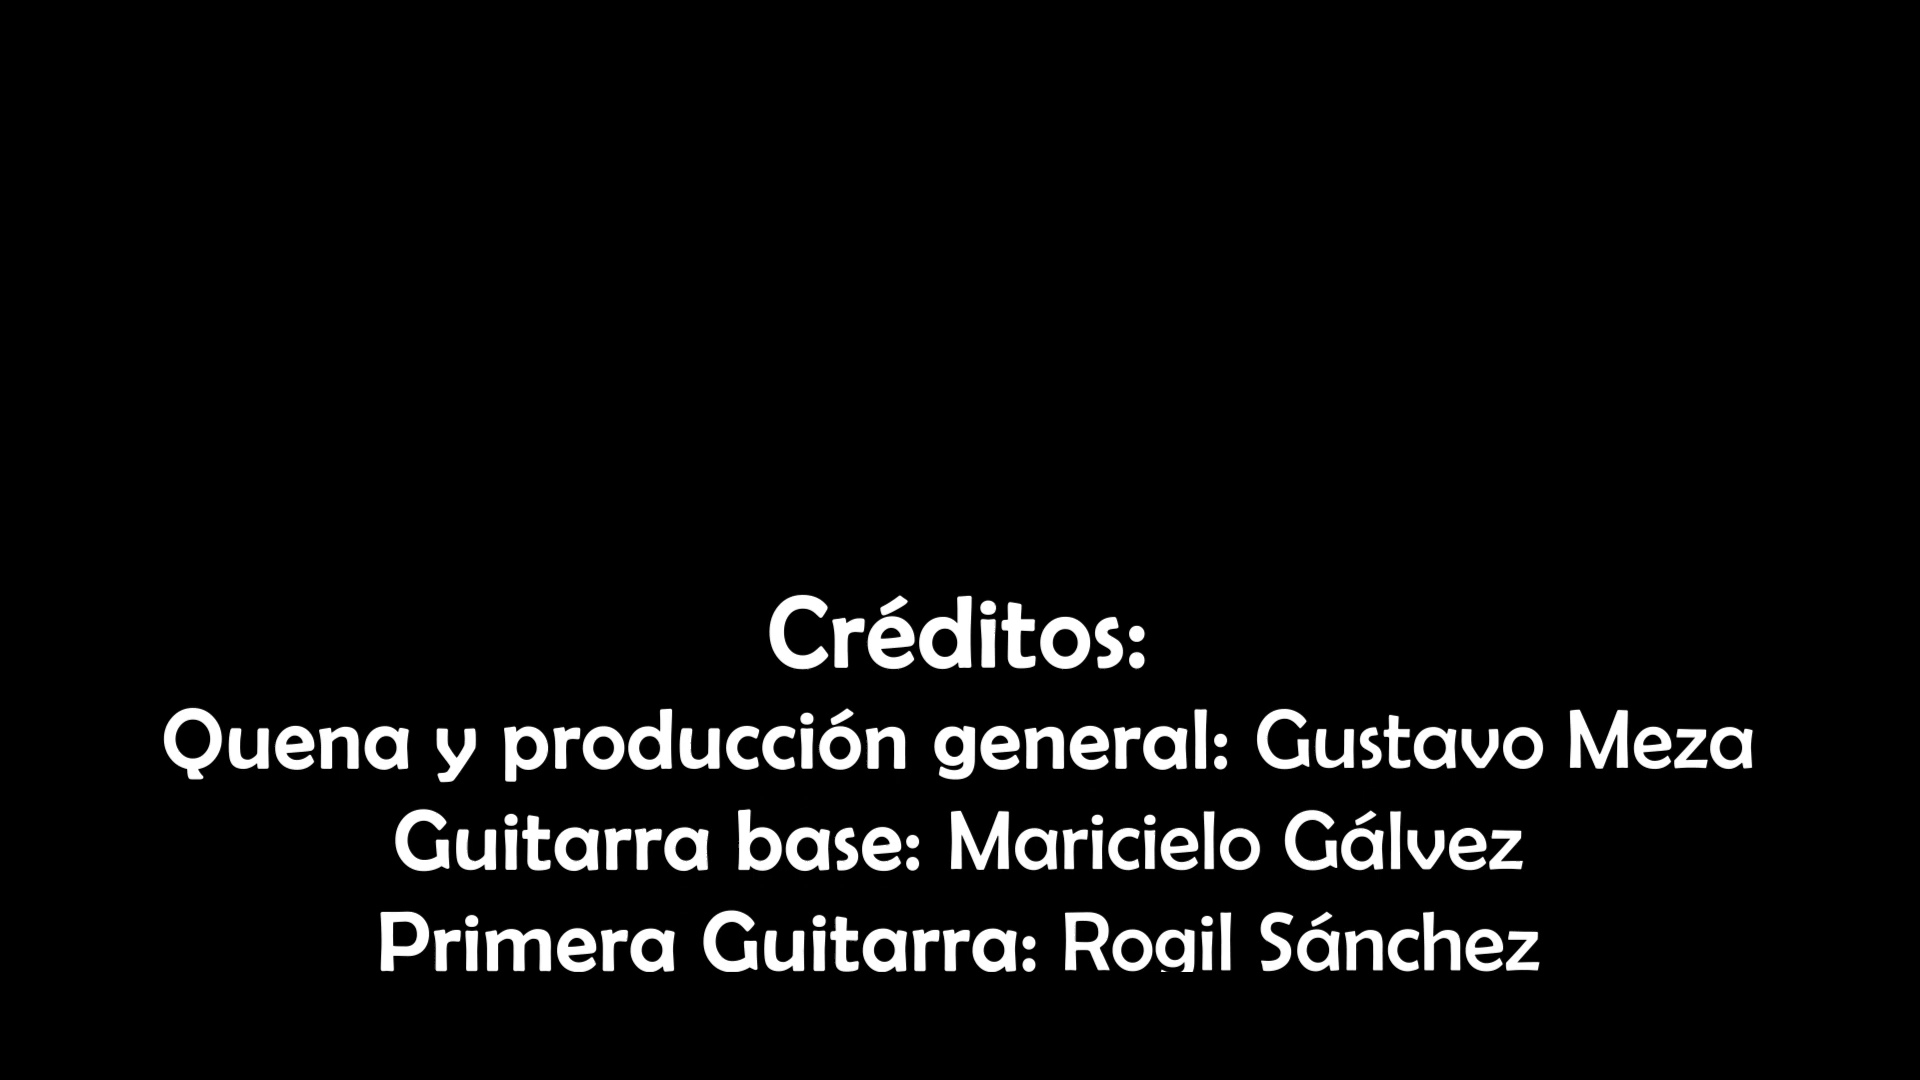 Créditos:
Quena y producción general: Gustavo Meza
Guitarra base: Maricielo Gálvez
Primera Guitarra: Rogil Sánchez